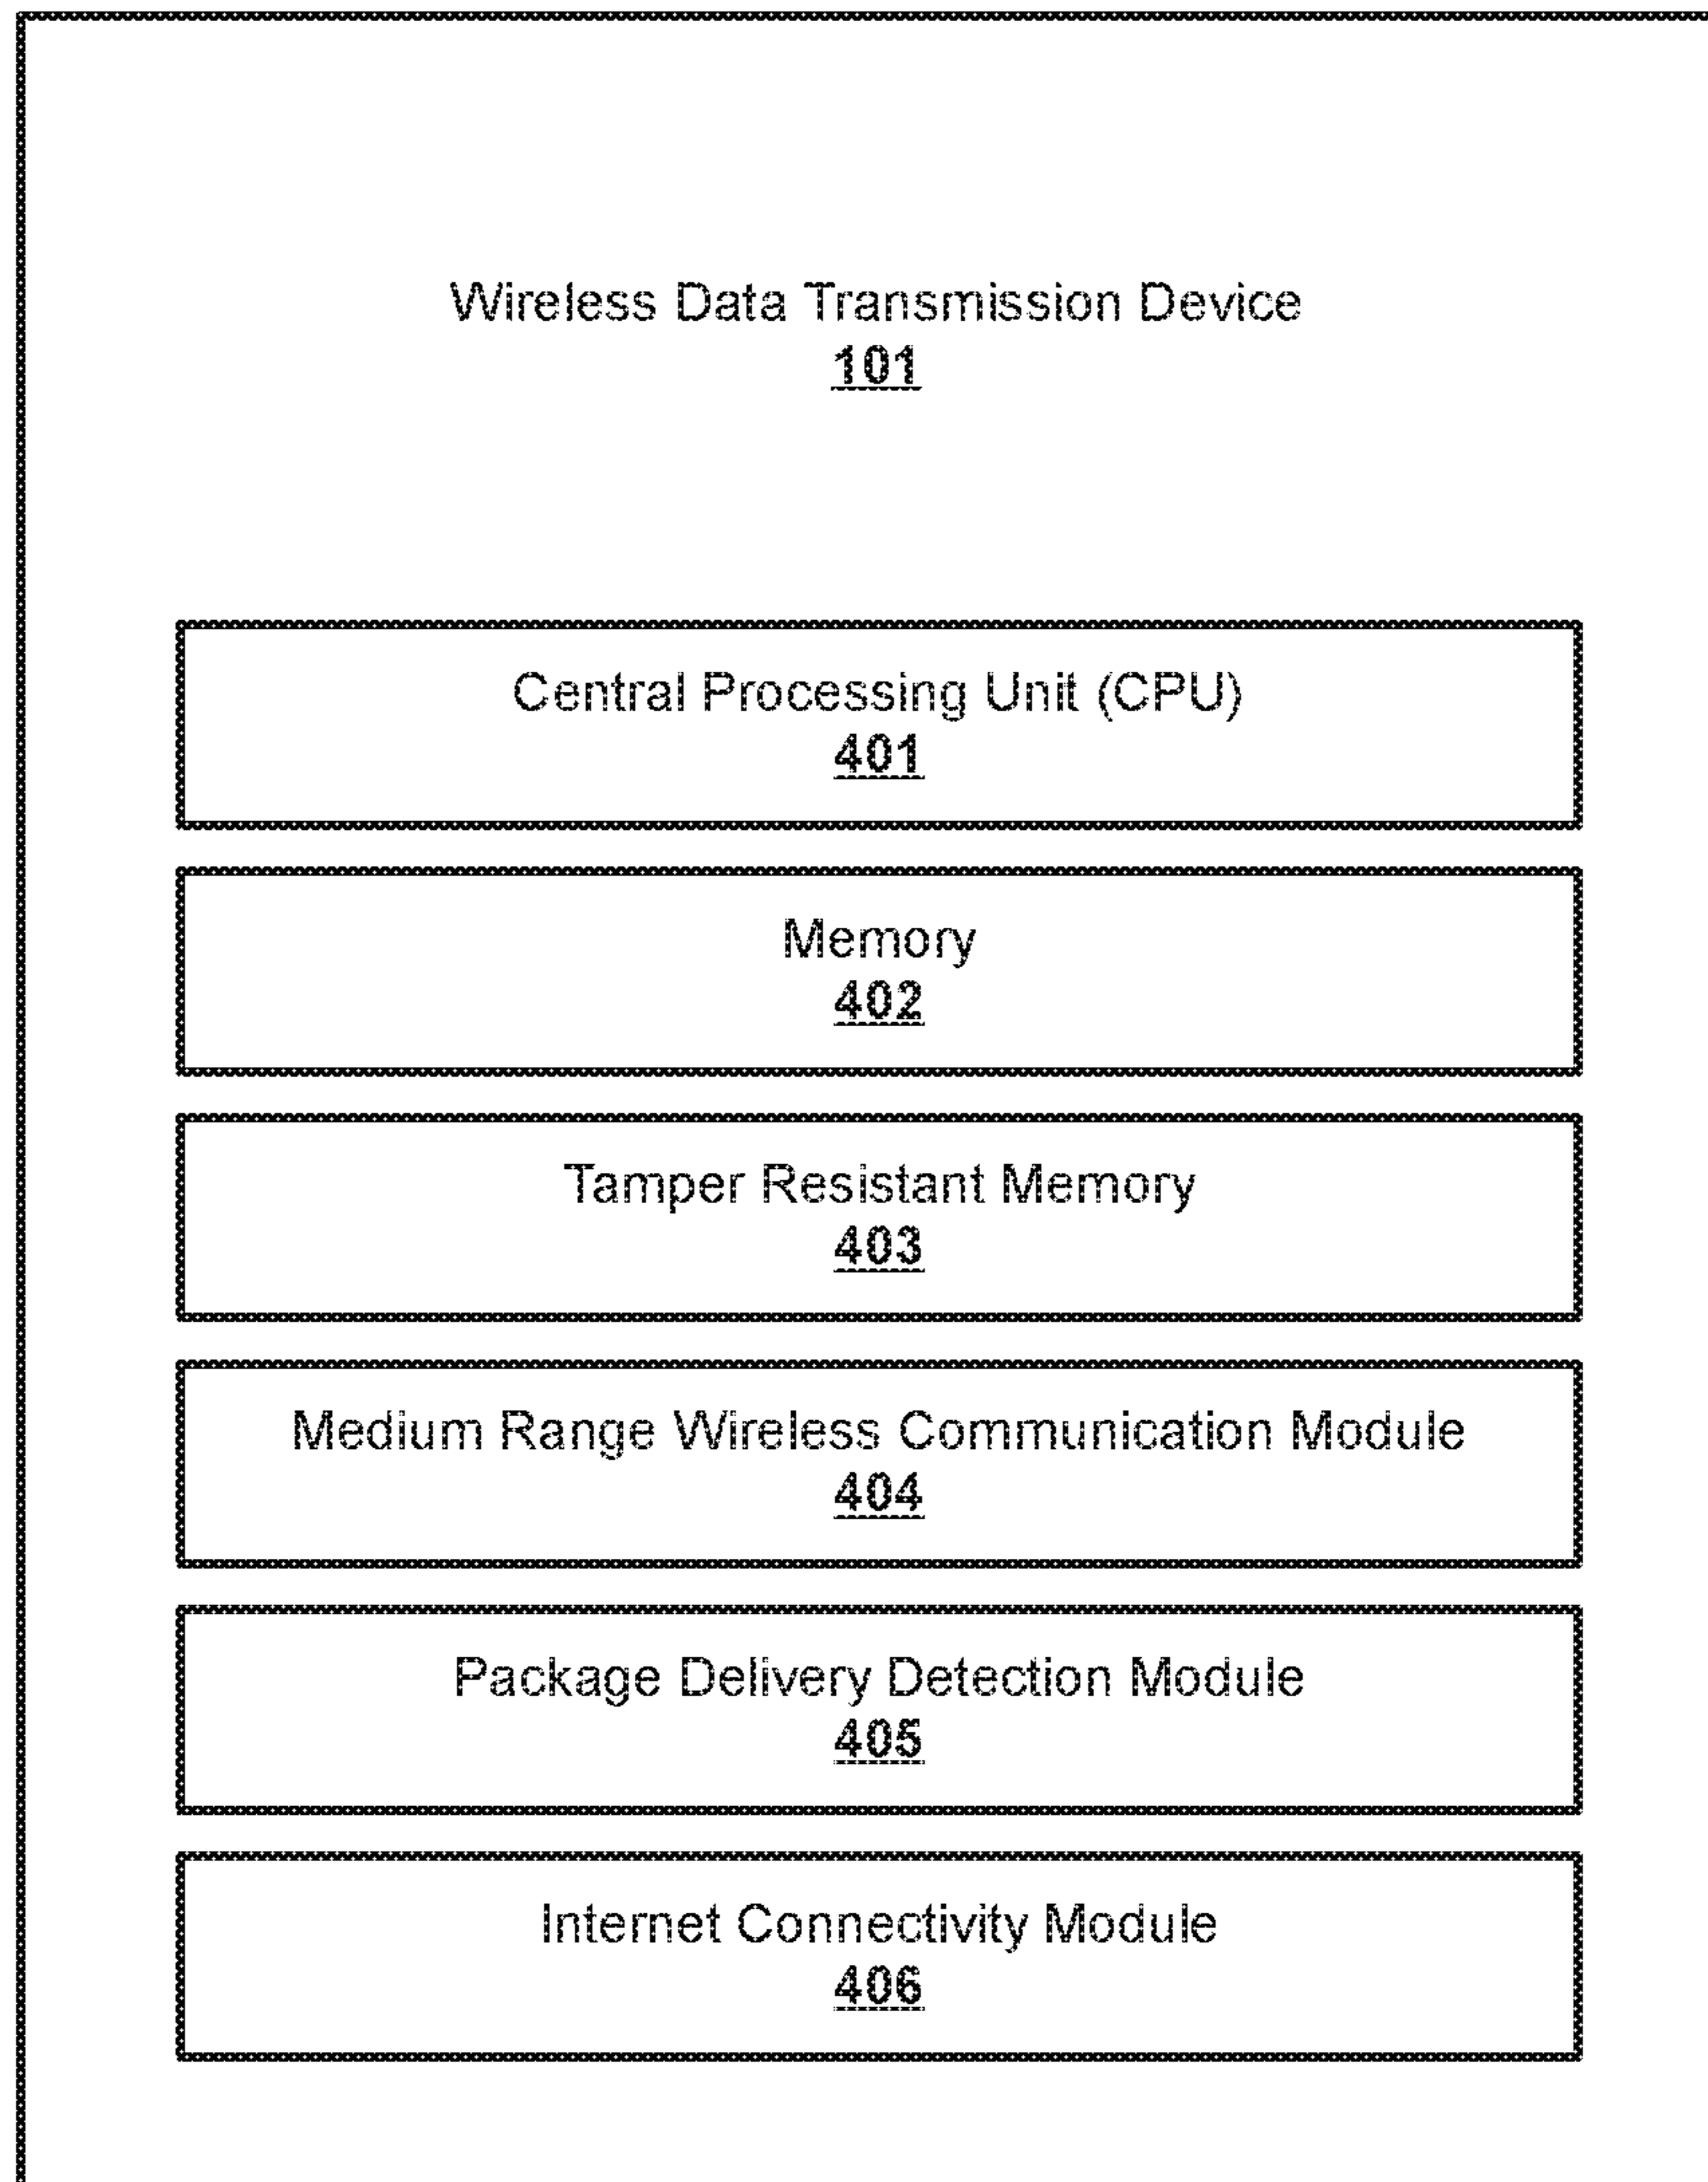 Wireless Data Transmission Device
101
Central Processing Unit (CPU)
401
Memory
402
Tamper Resistant Memory
403
Medium Range Wireless Communication Module
404
Package Delivery Detection Module
405
Internet Connectivity Module
406